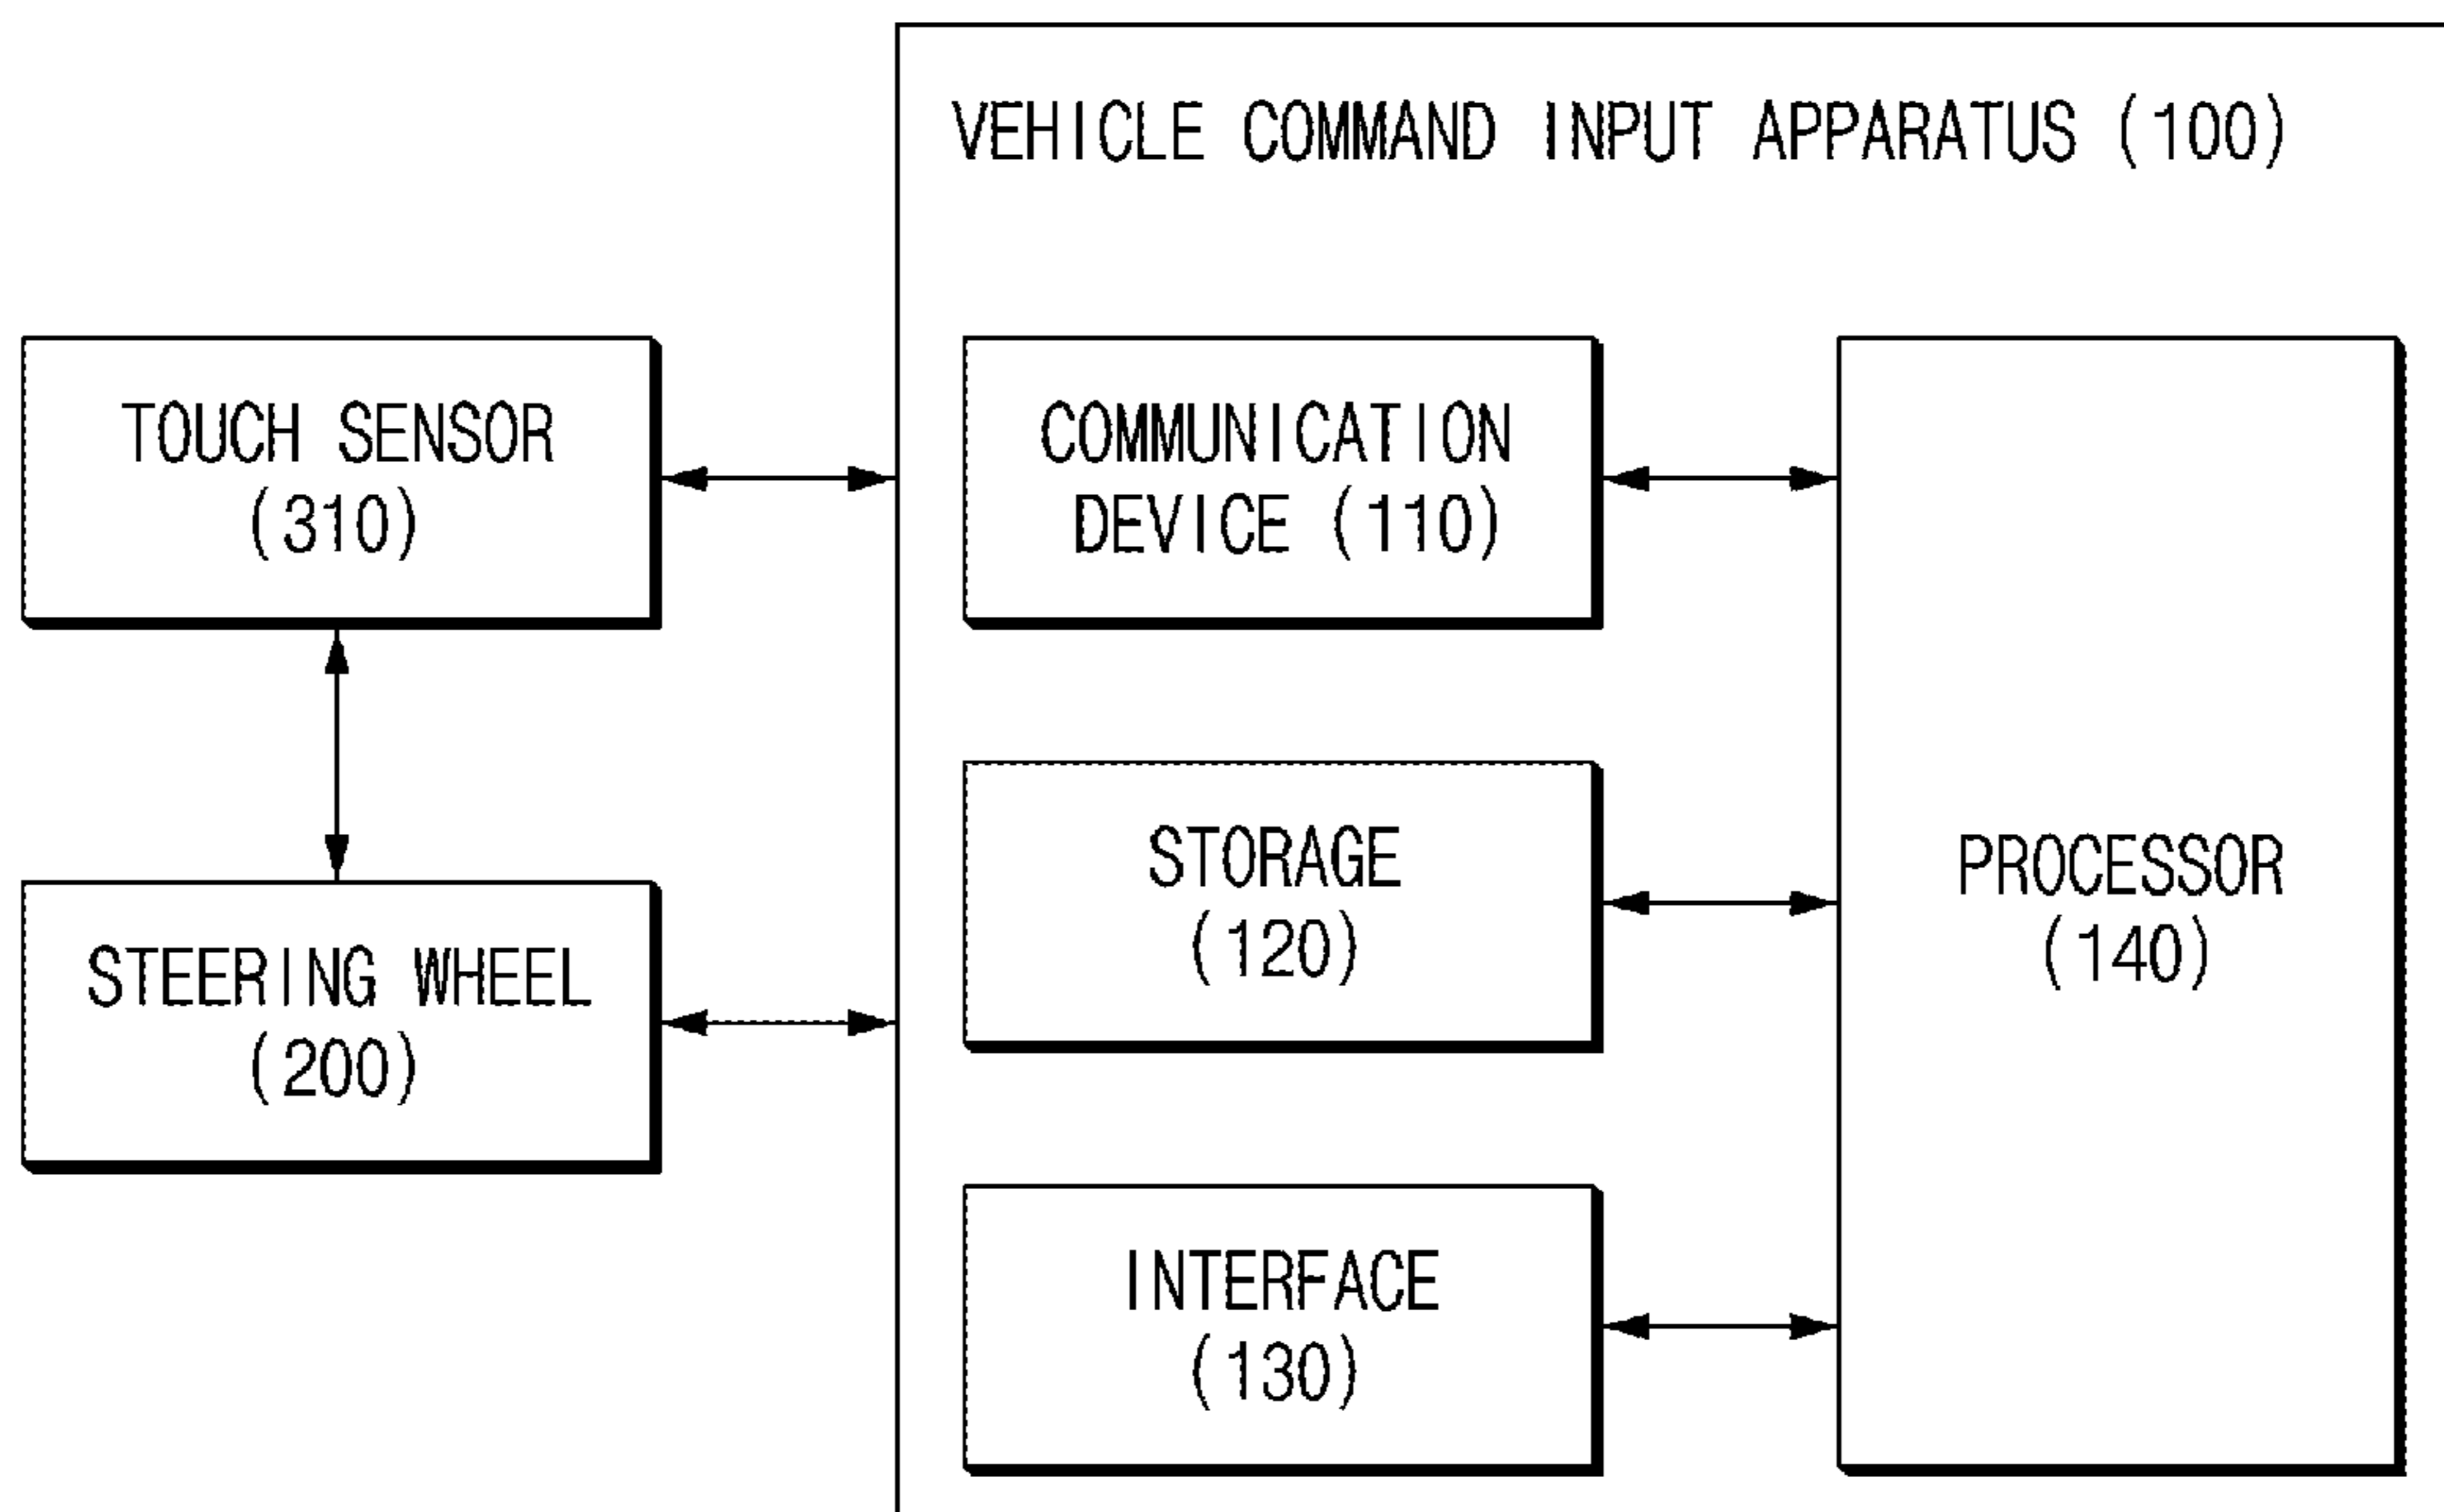 VEHICLE COMMAND INPUT APPARATUS (100)
TOUCH SENSOR
(310)
COMMUNICATION
DEVICE (110)
STORAGE
(120)
PROCESSOR
(140)
STEERING WHEEL
(200)
INTERFACE
(130)